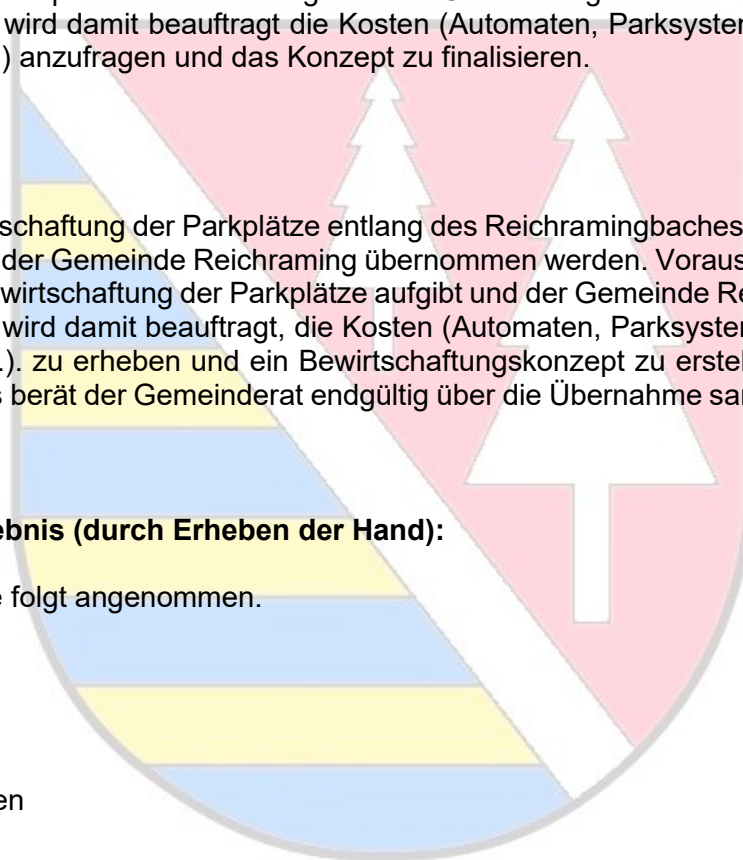 wird damit beauftragt die Kosten (Automaten, Parksystem
) anzufragen und das Konzept zu finalisieren.
schaftung der Parkplätze entlang des Reichramingbaches
der Gemeinde Reichraming übernommen werden. Voraus
wirtschaftung der Parkplätze aufgibt und der Gemeinde Re
wird damit beauftragt, die Kosten (Automaten, Parksystem
.). zu erheben und ein Bewirtschaftungskonzept zu erstel
s berät der Gemeinderat endgültig über die Übernahme sar
ebnis (durch Erheben der Hand):
e folgt angenommen.
en